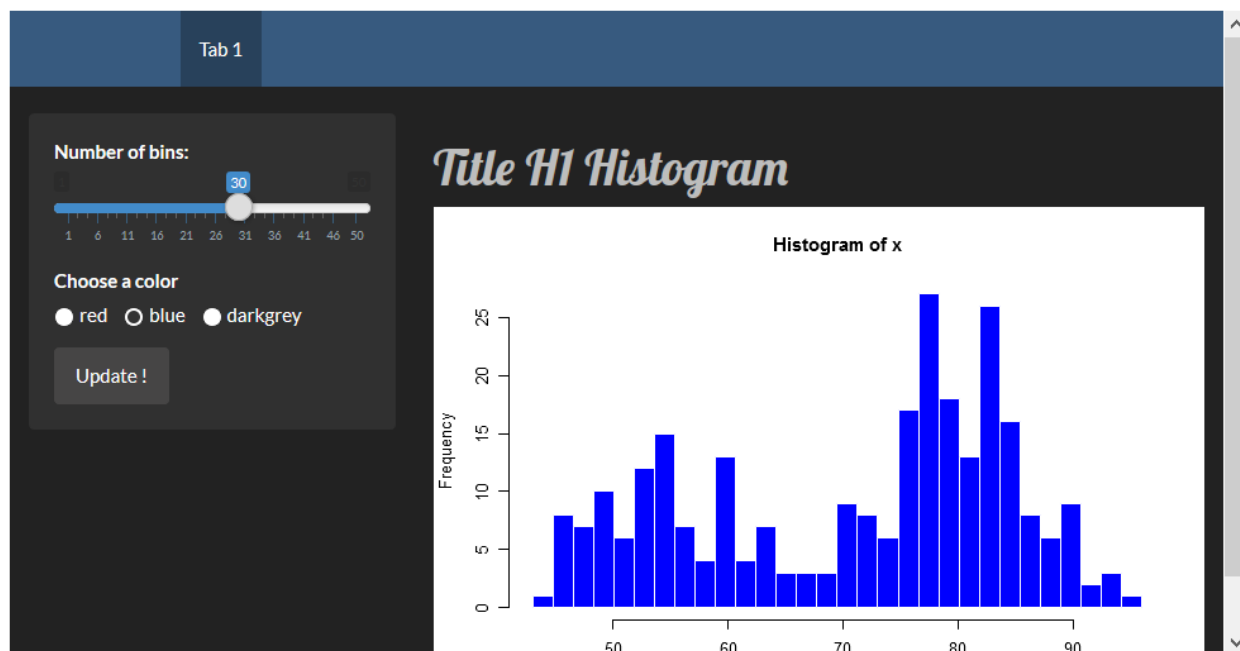 Tab 1
Number of bins:
30
1 6 11 16 21 26 31 36 41 46 50
Choose a color
red blue darkgrey
Update !
Title H1 Histogram
Histogram of x
Frequency
25
20
15
10
5
0
50 60 70 80 90